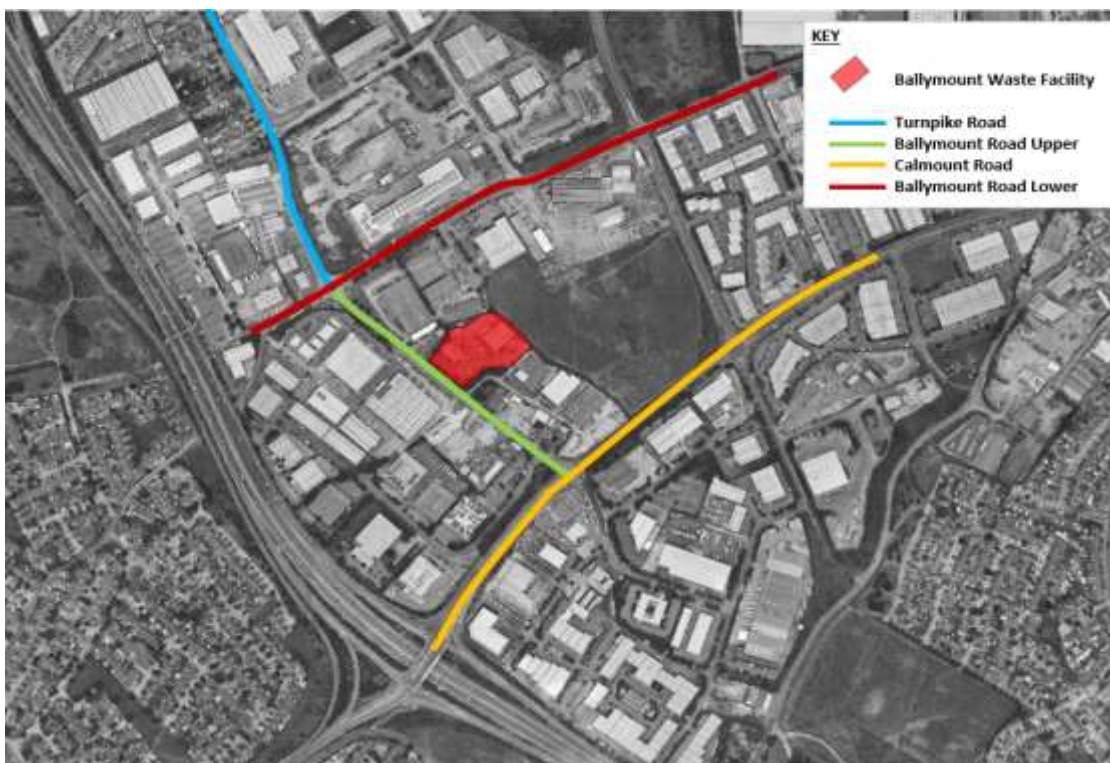 KEY
Ballymount Waste Facility
Turnpike Road
Ballymount Road Upper
Calmount Road
Ballymount Road Lower